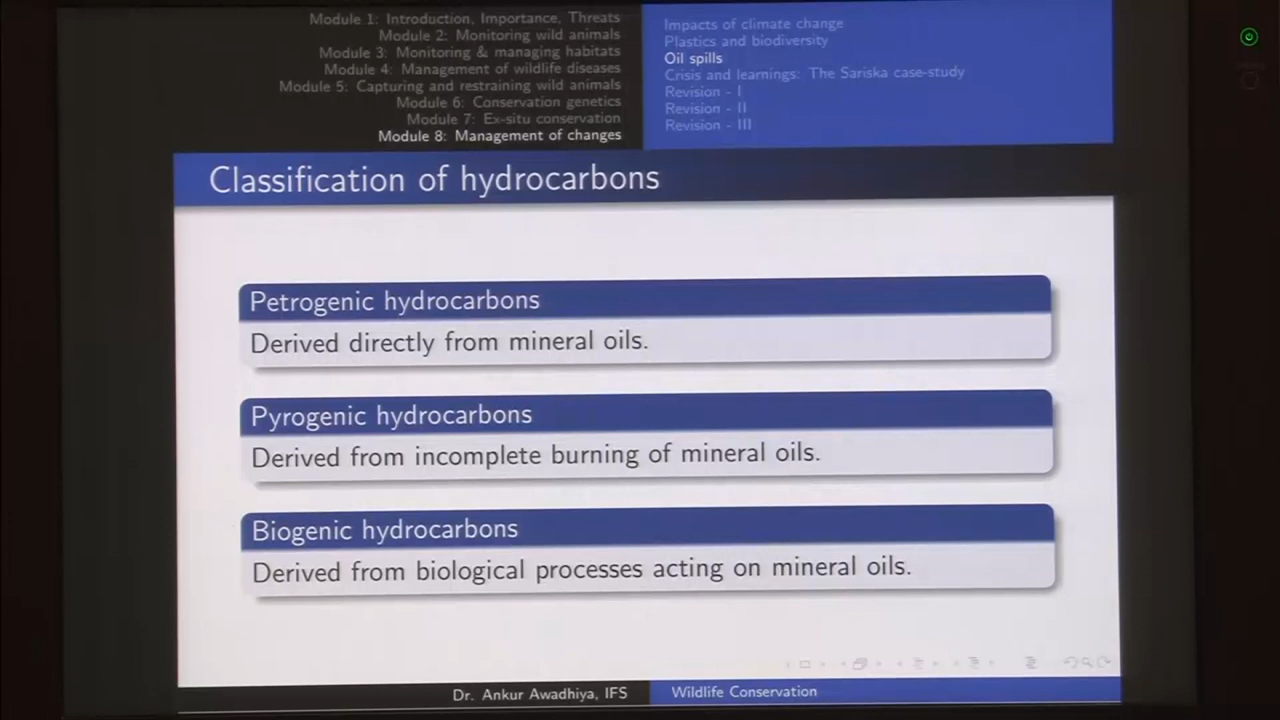 Module 1: Introduction, Importance, Threats
Module 2: Monitoring wild animals
Module 3: Monitoring & managing habitats
Module 4: Management of wildlife diseases
Module 5: Capturing and restraining wild animals
Module 6: Conservation genetics
Module 7: Ex-situ conservation
Module 8: Management of changes
Impacts of climate change
Plastics and biodiversity
Oil spills
Crisis and learnings: The Sariska case-study
Revision - I
Revision - II
Revision - III
Classification of hydrocarbons
Petrogenic hydrocarbons
Derived directly from mineral oils.
Pyrogenic hydrocarbons
Derived from incomplete burning of mineral oils.
Biogenic hydrocarbons
Derived from biological processes acting on mineral oils.
Dr. Ankur Awadhiya, IFS
Wildlife Conservation